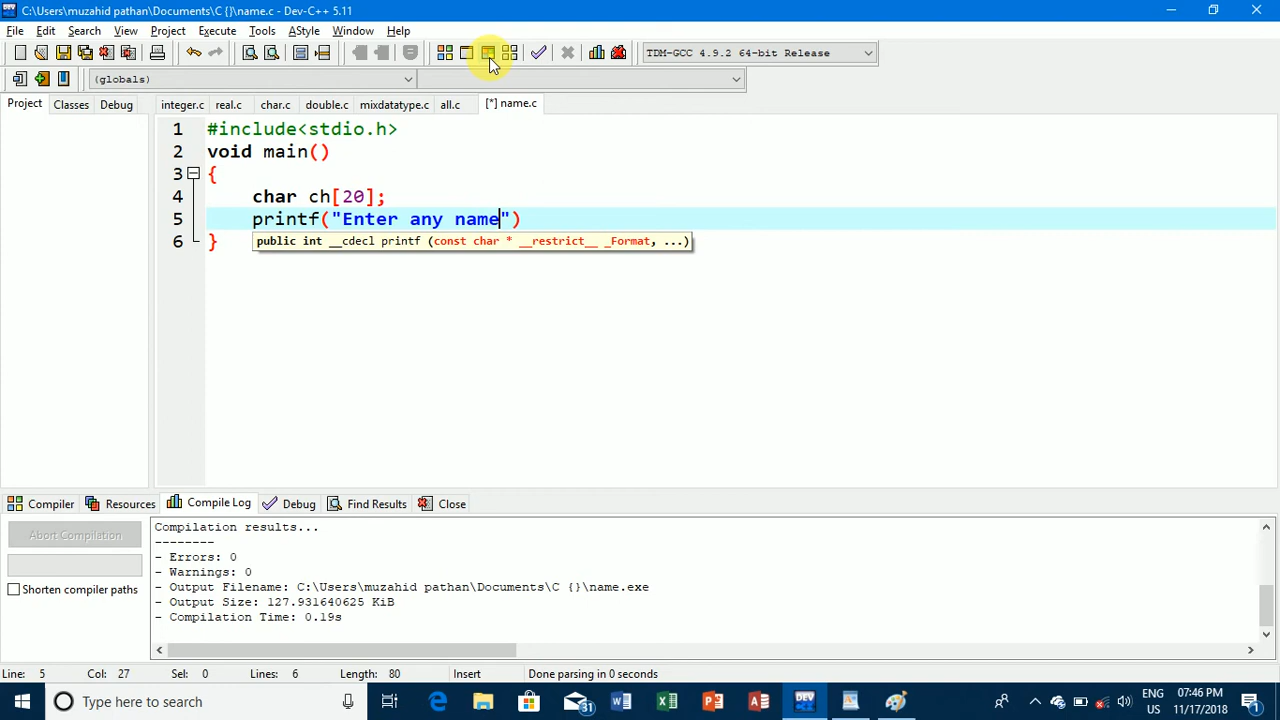 C:\Users\muzahid pathan\Documents\C {}\name.c - Dev-C++ 5.11
File Edit Search View Project Execute Tools AStyle Window Help
TDM-GCC 4.9.2 64-bit Release
(globals)
Project Classes Debug integer.c real.c char.c double.c mixdatatype.c all.c [*] name.c
1 #include<stdio.h>
2 void main()
3 {
4 char ch[20];
5 printf("Enter any name")
6 }
public int __cdecl printf (const char * __restrict__ _Format, ...)
Compiler Resources Compile Log Debug Find Results Close
Abort Compilation
Shorten compiler paths
Compilation results...
--------
- Errors: 0
- Warnings: 0
- Output Filename: C:\Users\muzahid pathan\Documents\C {}\name.exe
- Output Size: 127.931640625 KiB
- Compilation Time: 0.19s
Line: 5 Col: 27 Sel: 0 Lines: 6 Length: 80 Insert Done parsing in 0 seconds
Type here to search
31
ENG
US
07:46 PM
11/17/2018
1